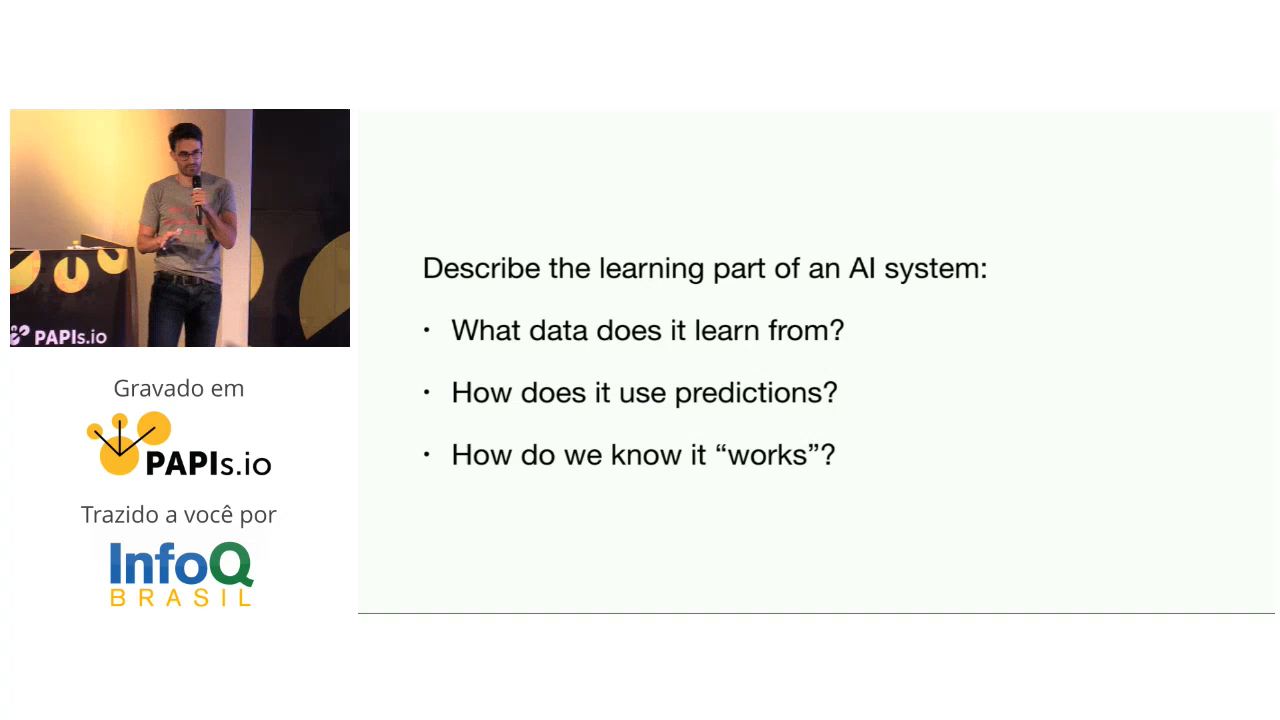 PAPIs.io
Gravado em
PAPIs.io
Trazido a você por
InfoQ
BRASIL
Describe the learning part of an AI system:
• What data does it learn from?
• How does it use predictions?
• How do we know it “works”?